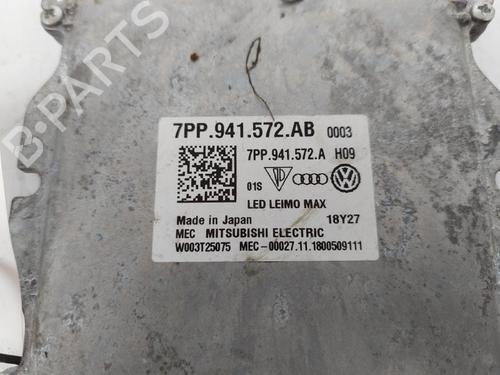 7PP.941.572.AB 0003
7PP.941.572.A H09
01S
LED LEIMO MAX
Made in Japan 18Y27
MEC MITSUBISHI ELECTRIC
W003T25075 MEC-00027.11.1800509111
B-PARTS